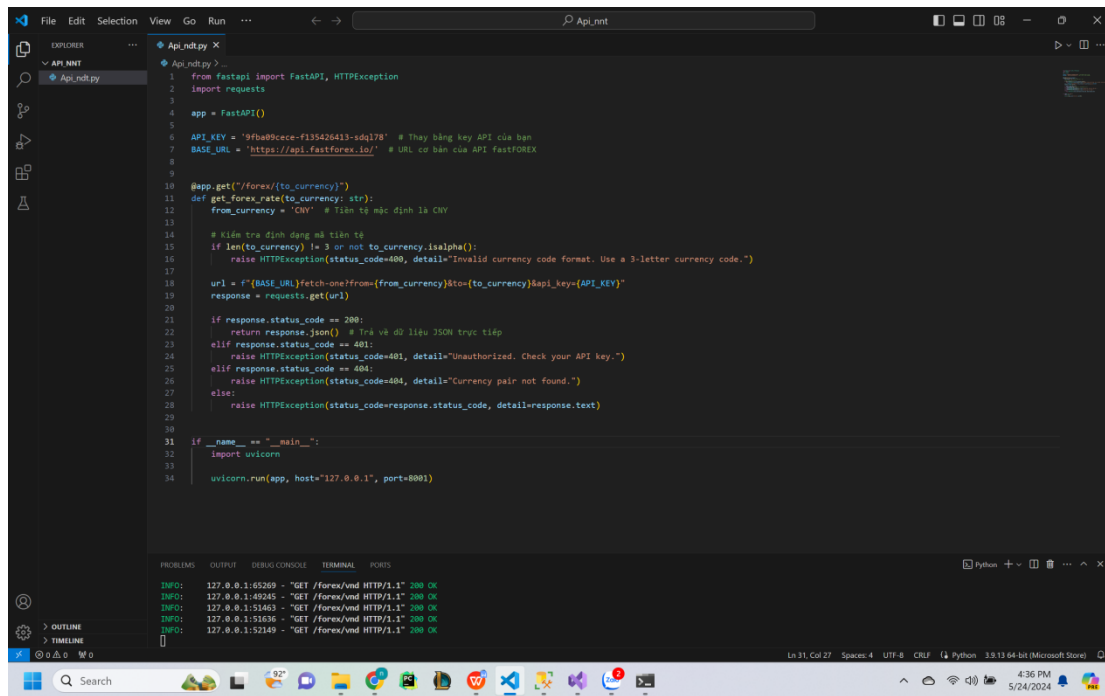 File Edit Selection View Go Run ··· ← → Api_nnt
EXPLORER ···
API_NNT
Api_ndt.py
Api_ndt.py ×
Api_ndt.py > ...
1 from fastapi import FastAPI, HTTPException
2 import requests
3
4 app = FastAPI()
5
6 API_KEY = '9fba09cece-f135426413-sdql78' # Thay bằng key API của bạn
7 BASE_URL = 'https://api.fastforex.io/' # URL cơ bản của API fastFOREX
8
9
10 @app.get("/forex/{to_currency}")
11 def get_forex_rate(to_currency: str):
12 from_currency = 'CNY' # Tiền tệ mặc định là CNY
13
14 # Kiểm tra định dạng mã tiền tệ
15 if len(to_currency) != 3 or not to_currency.isalpha():
16 raise HTTPException(status_code=400, detail="Invalid currency code format. Use a 3-letter currency code.")
17
18 url = f"{BASE_URL}fetch-one?from={from_currency}&to={to_currency}&api_key={API_KEY}"
19 response = requests.get(url)
20
21 if response.status_code == 200:
22 return response.json() # Trả về dữ liệu JSON trực tiếp
23 elif response.status_code == 401:
24 raise HTTPException(status_code=401, detail="Unauthorized. Check your API key.")
25 elif response.status_code == 404:
26 raise HTTPException(status_code=404, detail="Currency pair not found.")
27 else:
28 raise HTTPException(status_code=response.status_code, detail=response.text)
29
30
31 if __name__ == "__main__":
32 import uvicorn
33
34 uvicorn.run(app, host="127.0.0.1", port=8001)
PROBLEMS OUTPUT DEBUG CONSOLE TERMINAL PORTS
Python
INFO: 127.0.0.1:65269 - "GET /forex/vnd HTTP/1.1" 200 OK
INFO: 127.0.0.1:49245 - "GET /forex/vnd HTTP/1.1" 200 OK
INFO: 127.0.0.1:51463 - "GET /forex/vnd HTTP/1.1" 200 OK
INFO: 127.0.0.1:51636 - "GET /forex/vnd HTTP/1.1" 200 OK
INFO: 127.0.0.1:52149 - "GET /forex/vnd HTTP/1.1" 200 OK
OUTLINE
TIMELINE
0 0 0 Ln 31, Col 27 Spaces: 4 UTF-8 CRLF Python 3.9.13 64-bit (Microsoft Store)
Search
92°
Zalo
2
4:36 PM
5/24/2024
PRE